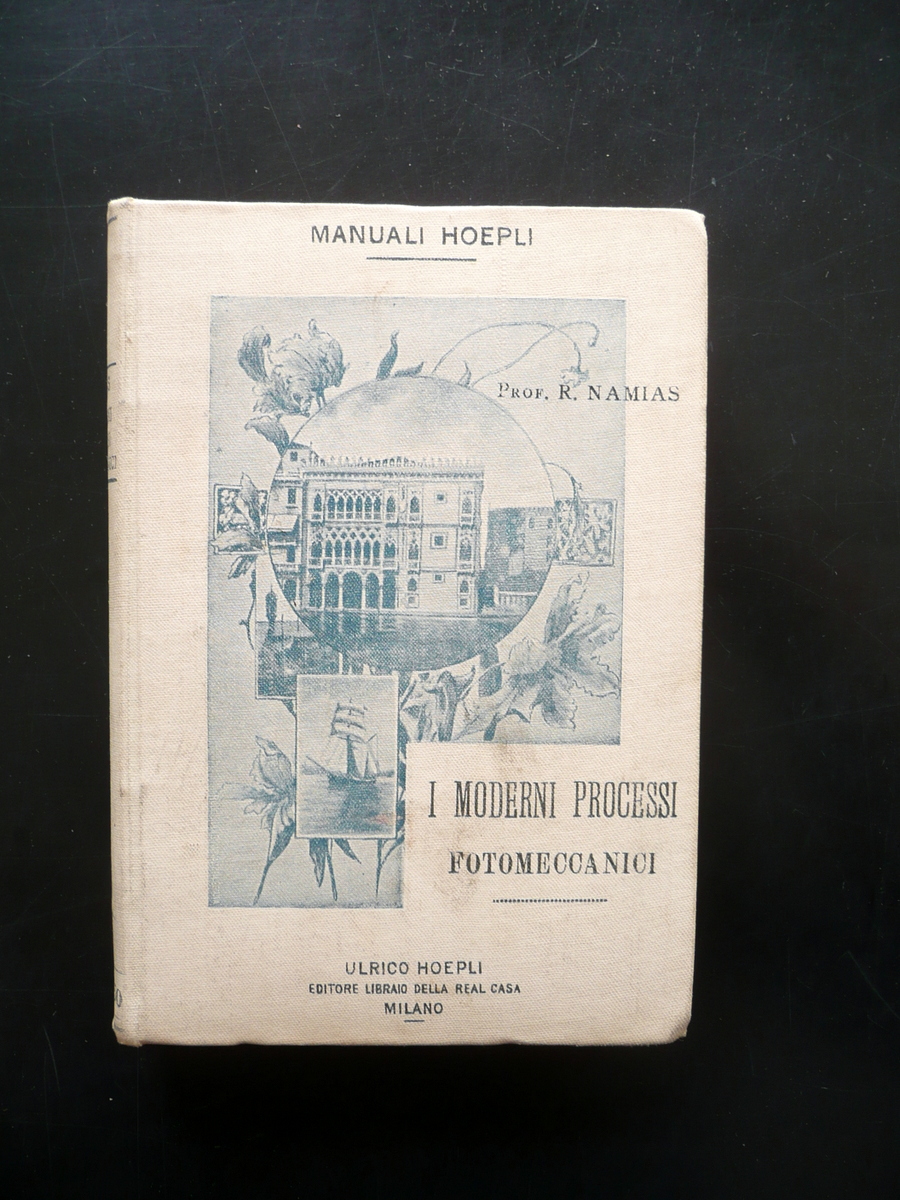 MANUALI HOEPLI
PROF. R. NAMIAS
I MODERNI PROCESSI
FOTOMECCANICI
ULRICO HOEPLI
EDITORE LIBRAIO DELLA REAL CASA
MILANO